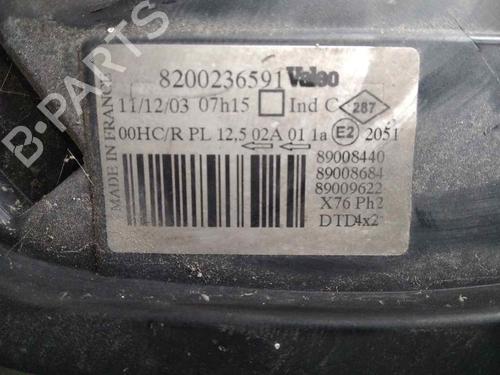 B-PARTS
8200236591 Valeo
11/12/03 07h15 Ind C 287
00HC/R PL 12,5 02A 01 1a E2 2051
MADE IN FRANCE
89008440
89008684
89009622
X76 Ph2
DTD4x2
B-PARTS